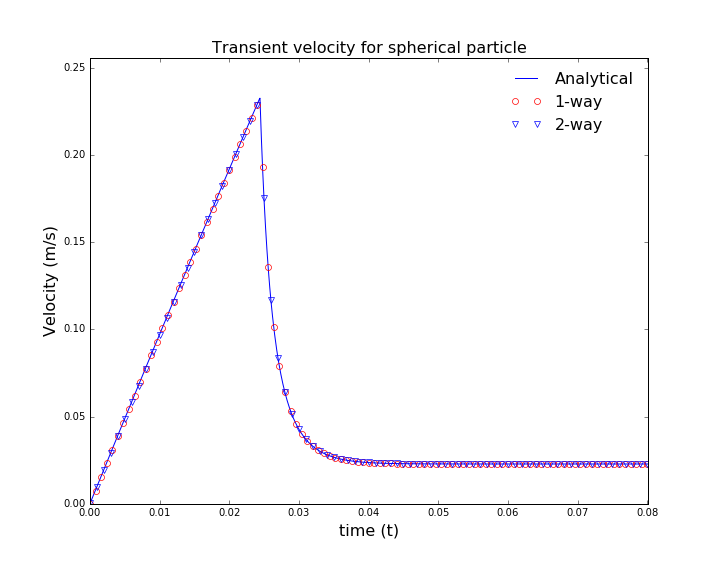 Transient velocity for spherical particle
Analytical
1-way
2-way
Velocity (m/s)
0.25
0.20
0.15
0.10
0.05
0.00
0.00 0.01 0.02 0.03 0.04 0.05 0.06 0.07 0.08
time (t)